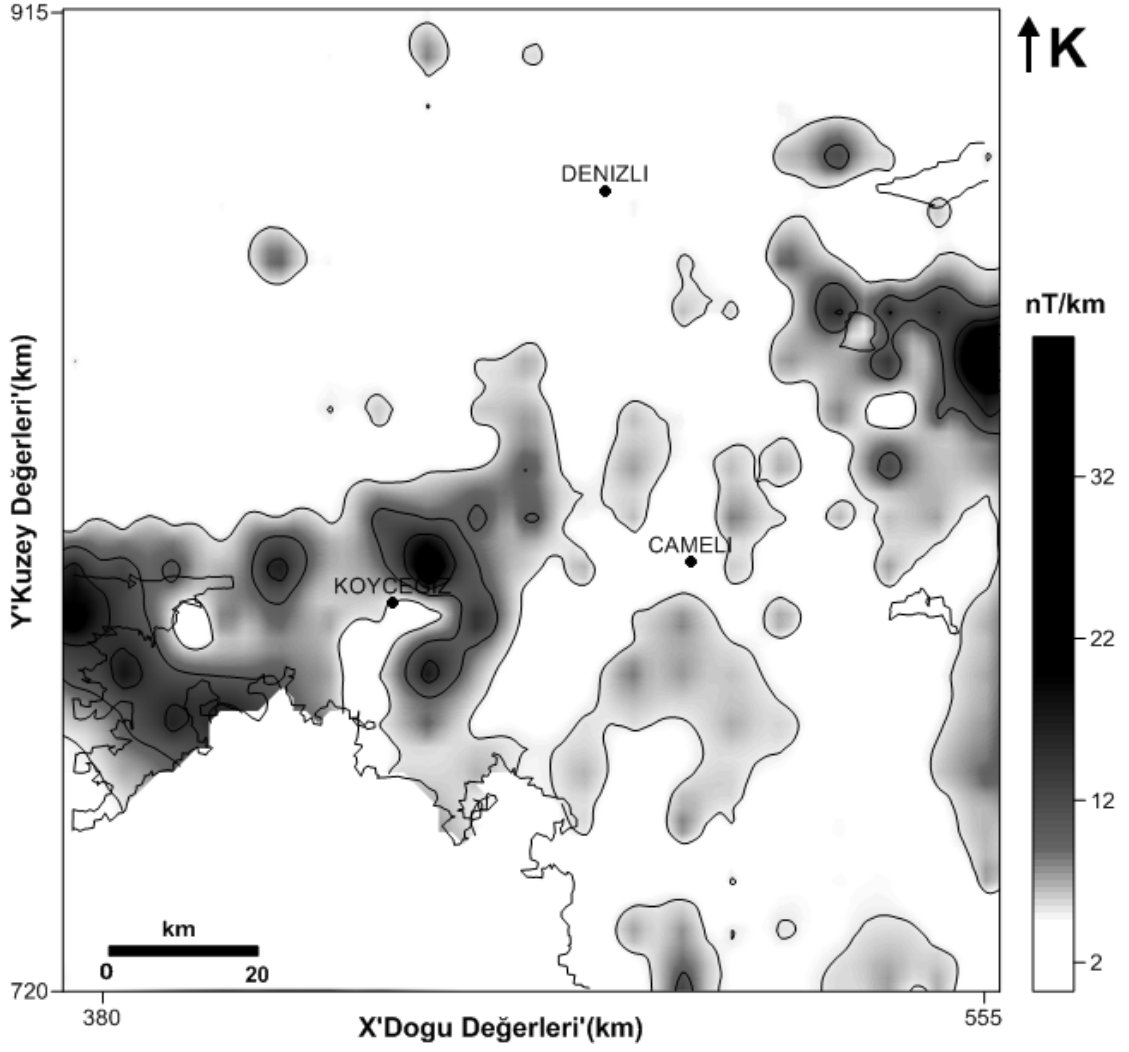 915
K
DENIZLI
nT/km
Y'Kuzey Değerleri'(km)
32
CAMELI
KOYCEGIZ
22
12
km
0 20
2
720
380
X'Dogu Değerleri'(km)
555